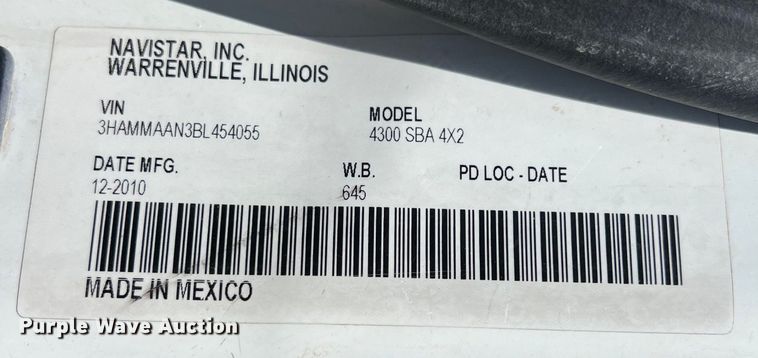 NAVISTAR, INC.
WARRENVILLE, ILLINOIS
VIN MODEL
3HAMMAAN3BL454055 4300 SBA 4X2
DATE MFG. W.B. PD LOC - DATE
12-2010 645
MADE IN MEXICO
Purple Wave Auction